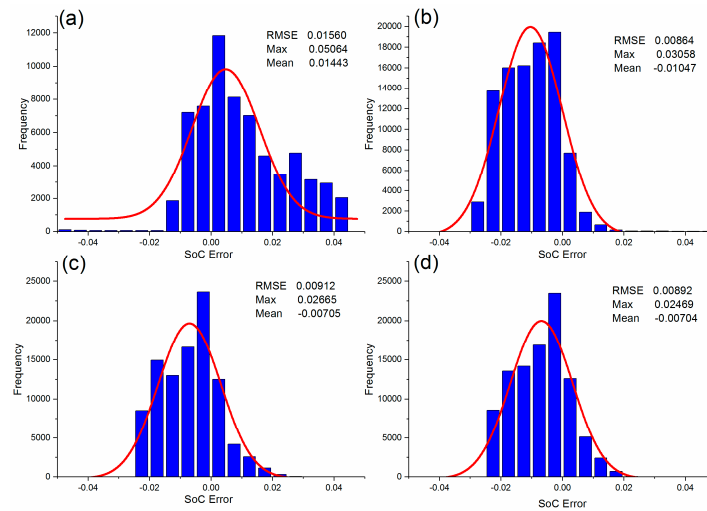 (a)
RMSE 0.01560
Max 0.05064
Mean 0.01443
12000
10000
8000
6000
4000
2000
0
Frequency
-0.04 -0.02 0.00 0.02 0.04
SoC Error
(b)
RMSE 0.00864
Max 0.03058
Mean -0.01047
20000
18000
16000
14000
12000
10000
8000
6000
4000
2000
0
Frequency
-0.04 -0.02 0.00 0.02 0.04
SoC Error
(c)
RMSE 0.00912
Max 0.02665
Mean -0.00705
25000
20000
15000
10000
5000
0
Frequency
-0.04 -0.02 0.00 0.02 0.04
SoC Error
(d)
RMSE 0.00892
Max 0.02469
Mean -0.00704
25000
20000
15000
10000
5000
0
Frequency
-0.04 -0.02 0.00 0.02 0.04
SoC Error